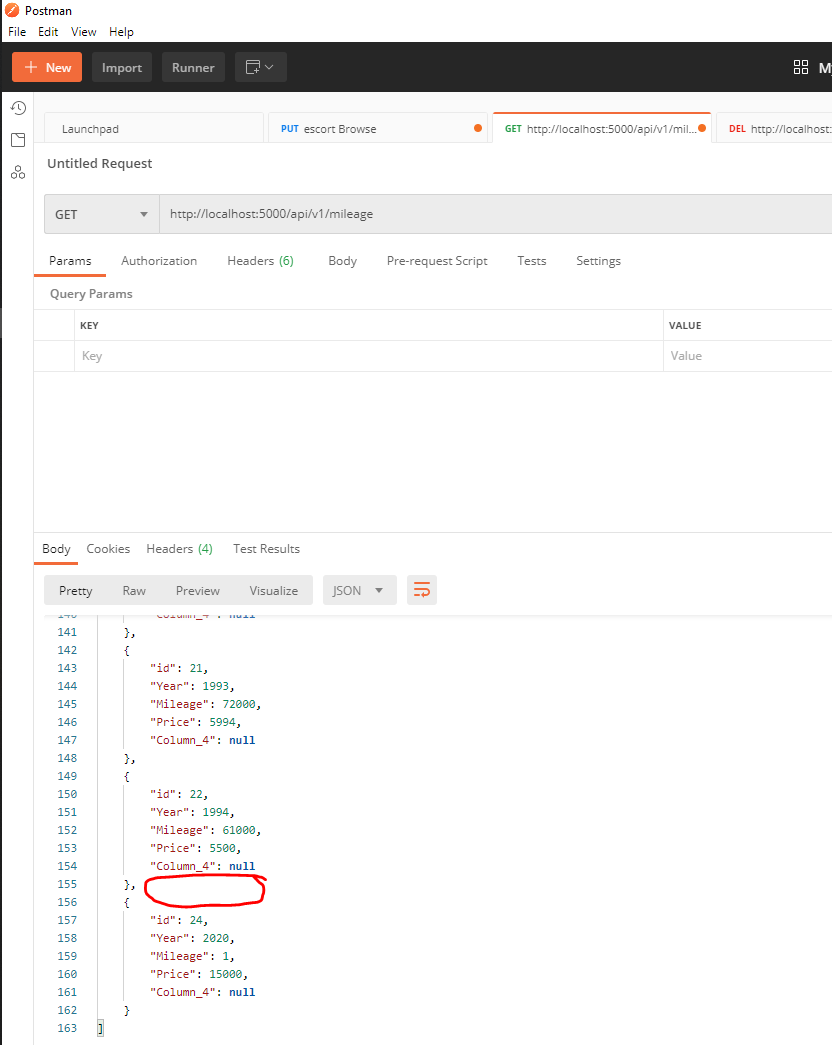 Postman
File Edit View Help
New Import Runner My
Launchpad PUT escort Browse GET http://localhost:5000/api/v1/mil... DEL http://localhost:
Untitled Request
GET http://localhost:5000/api/v1/mileage
Params Authorization Headers (6) Body Pre-request Script Tests Settings
Query Params
KEY VALUE
Key Value
Body Cookies Headers (4) Test Results
Pretty Raw Preview Visualize JSON
140 "Column_4": null
141 },
142 {
143 "id": 21,
144 "Year": 1993,
145 "Mileage": 72000,
146 "Price": 5994,
147 "Column_4": null
148 },
149 {
150 "id": 22,
151 "Year": 1994,
152 "Mileage": 61000,
153 "Price": 5500,
154 "Column_4": null
155 },
156 {
157 "id": 24,
158 "Year": 2020,
159 "Mileage": 1,
160 "Price": 15000,
161 "Column_4": null
162 }
163 ]